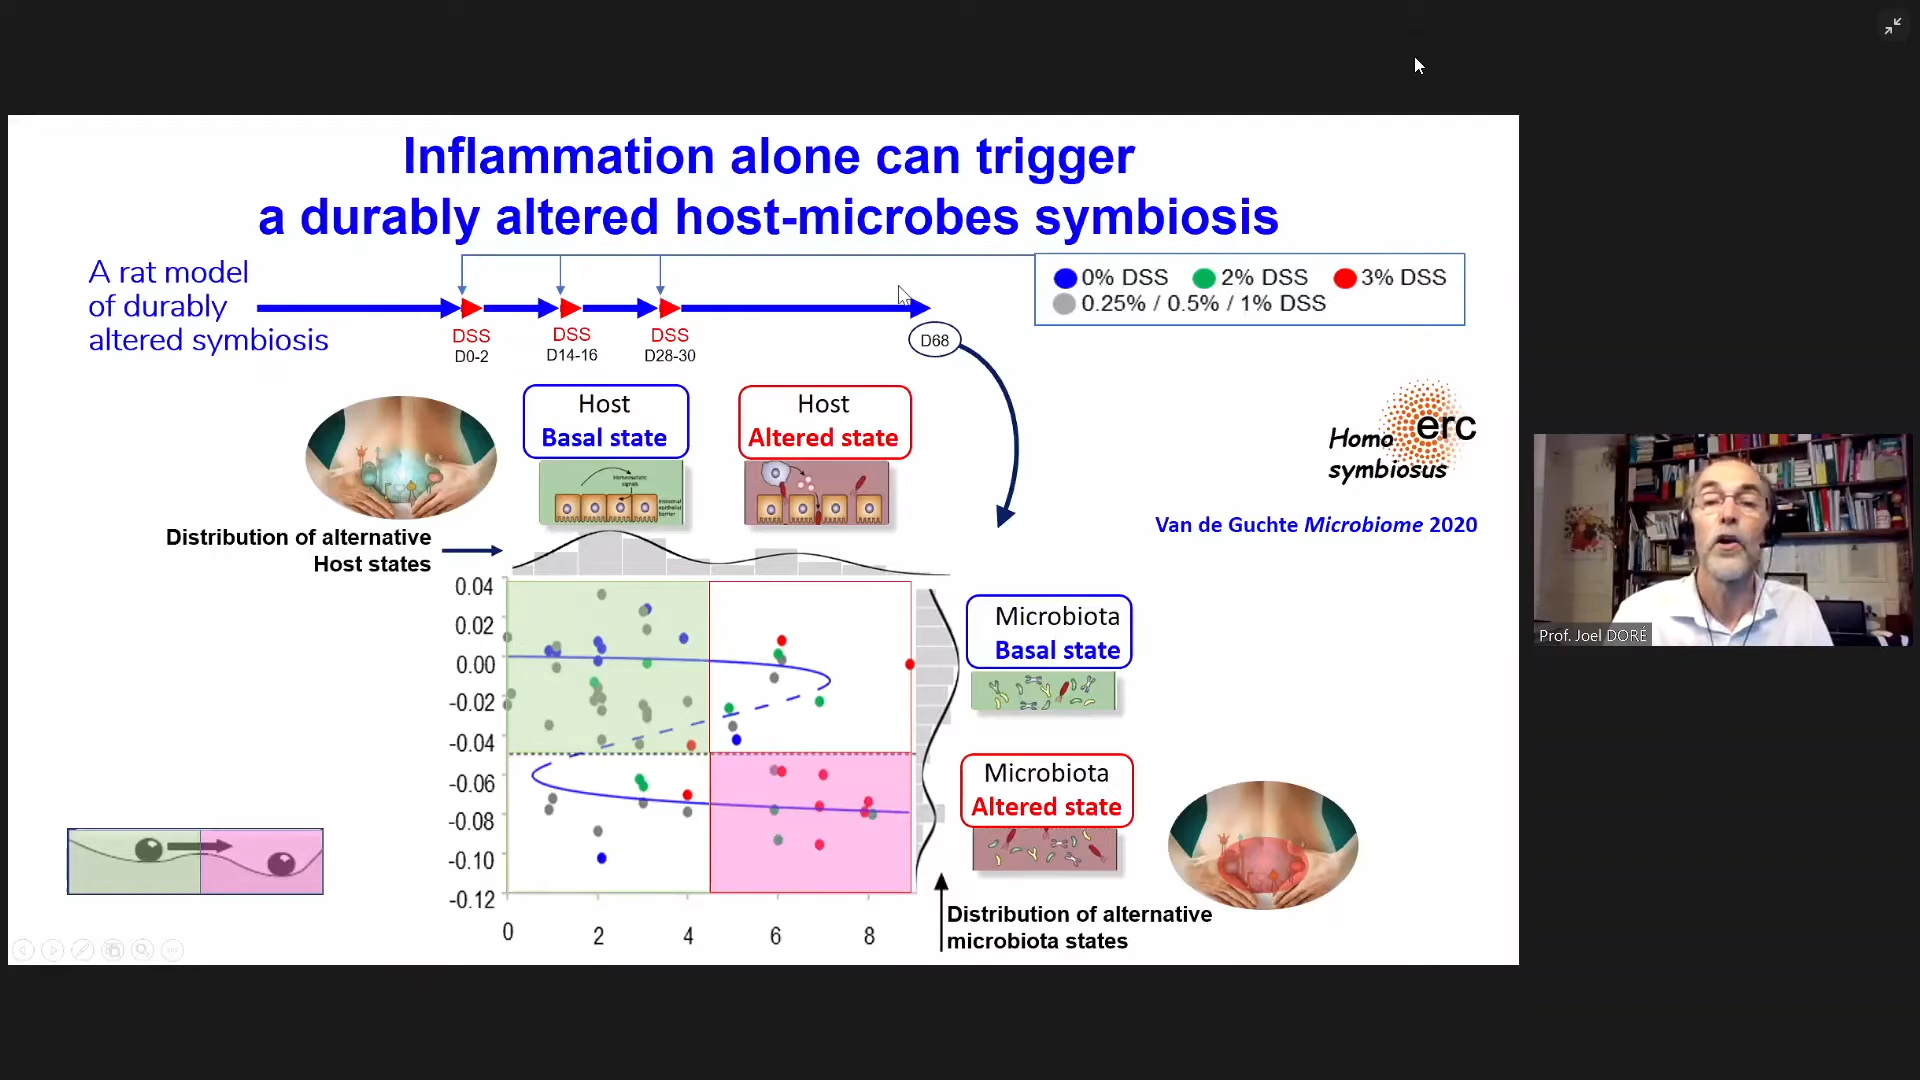 Inflammation alone can trigger
a durably altered host-microbes symbiosis
A rat model
of durably
altered symbiosis
DSS
D0-2
DSS
D14-16
DSS
D28-30
D68
0% DSS 2% DSS 3% DSS
0.25% / 0.5% / 1% DSS
Host
Basal state
Host
Altered state
Homo
symbiosus
erc
Van de Guchte Microbiome 2020
Distribution of alternative
Host states
0.04
0.02
0.00
-0.02
-0.04
-0.06
-0.08
-0.10
-0.12
0 2 4 6 8
Microbiota
Basal state
Microbiota
Altered state
Distribution of alternative
microbiota states
Prof. Joel DORÉ